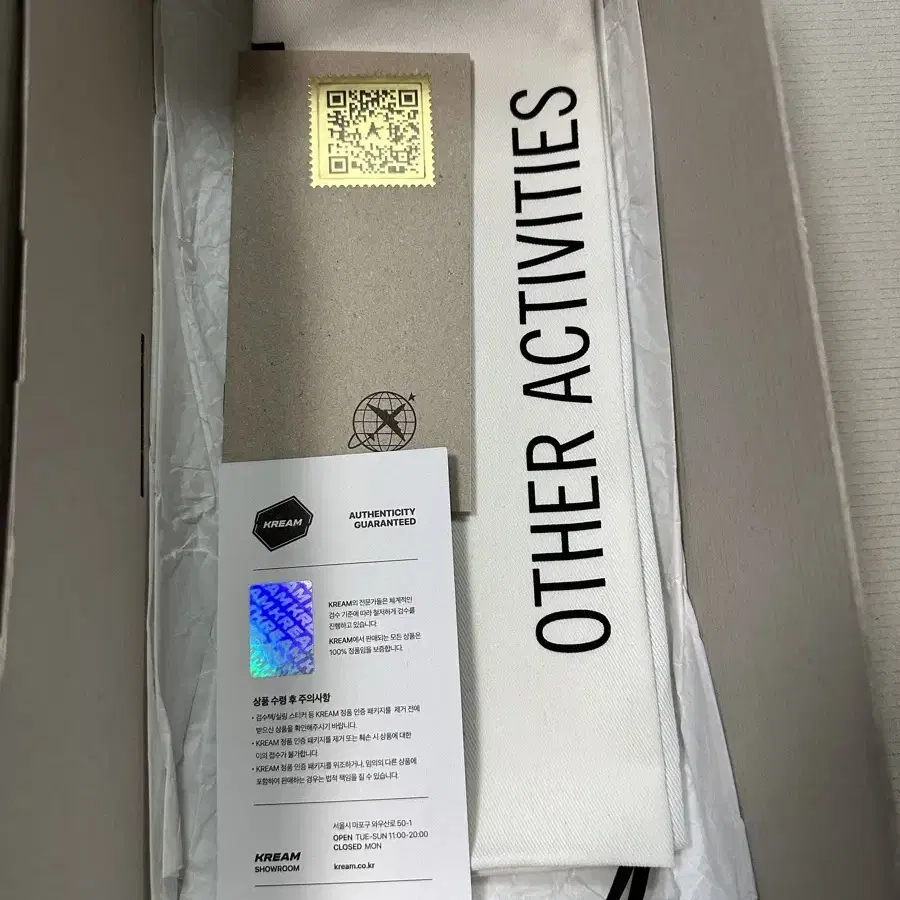 OTHER ACTIVITIES
KREAM
AUTHENTICITY
GUARANTEED
KREAM의 전문가들은 체계적인
검수 기준에 따라 철저하게 검수를
진행하고 있습니다.
KREAM에서 판매되는 모든 상품은
100% 정품임을 보증합니다.
상품 수령 후 주의사항
• 검수택/실링 스티커 등 KREAM 정품 인증 패키지를 제거 전에
받으신 상품을 확인해주시기 바랍니다.
• KREAM 정품 인증 패키지를 제거 또는 훼손 시 상품에 대한
이의 접수가 불가합니다.
• KREAM 정품 인증 패키지를 위조하거나, 임의의 다른 상품에
포함하여 판매하는 경우는 법적 책임을 질 수 있습니다.
서울시 마포구 와우산로 50-1
OPEN TUE-SUN 11:00-20:00
CLOSED MON
KREAM
SHOWROOM
kream.co.kr